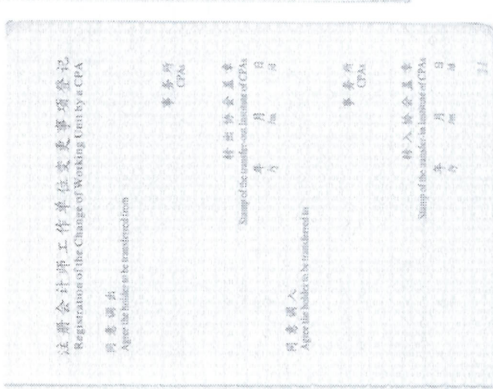 注册会计师工作单位变更事项登记
Registration of the Change of Working Unit by a CPA
同意调出
Agree the holder to be transferred from
事务所
CPAs
转出协会盖章
Stamp of the transfer-out Institute of CPAs
年 月 日
/y /m /d
同意调入
Agree the holder to be transferred to
事务所
CPAs
转入协会盖章
Stamp of the transfer-in Institute of CPAs
年 月 日
/y /m /d